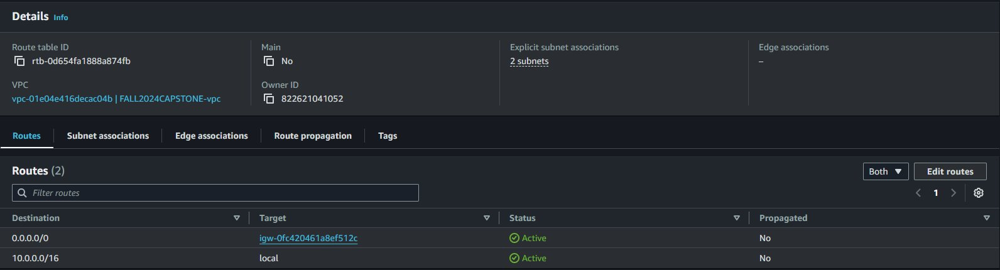 Details Info
Route table ID
rtb-0d654fa1888a874fb
Main
No
Explicit subnet associations
2 subnets
Edge associations
–
VPC
vpc-01e04e416decac04b | FALL2024CAPSTONE-vpc
Owner ID
822621041052
Routes Subnet associations Edge associations Route propagation Tags
Routes (2)
Both Edit routes
Filter routes
1
Destination Target Status Propagated
0.0.0.0/0 igw-0fc420461a8ef512c Active No
10.0.0.0/16 local Active No